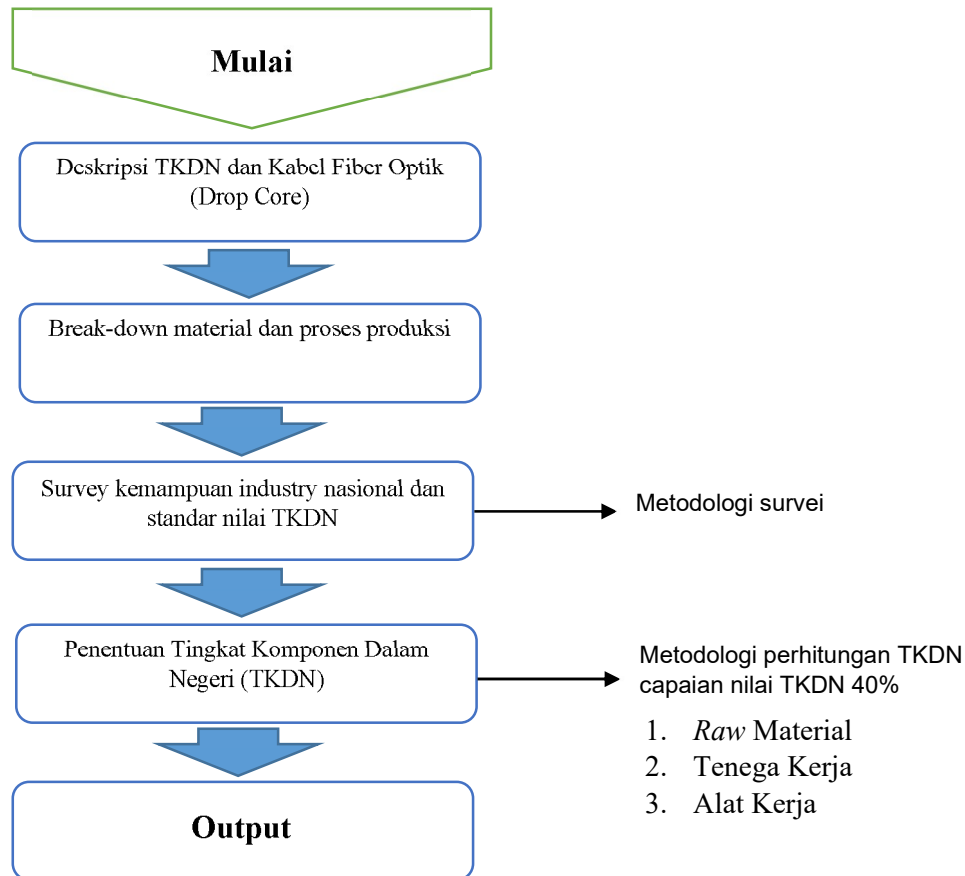 Mulai
Deskripsi TKDN dan Kabel Fiber Optik
(Drop Core)
Break-down material dan proses produksi
Survey kemampuan industry nasional dan
standar nilai TKDN
Metodologi survei
Penentuan Tingkat Komponen Dalam
Negeri (TKDN)
Metodologi perhitungan TKDN
capaian nilai TKDN 40%
1. Raw Material
2. Tenega Kerja
3. Alat Kerja
Output